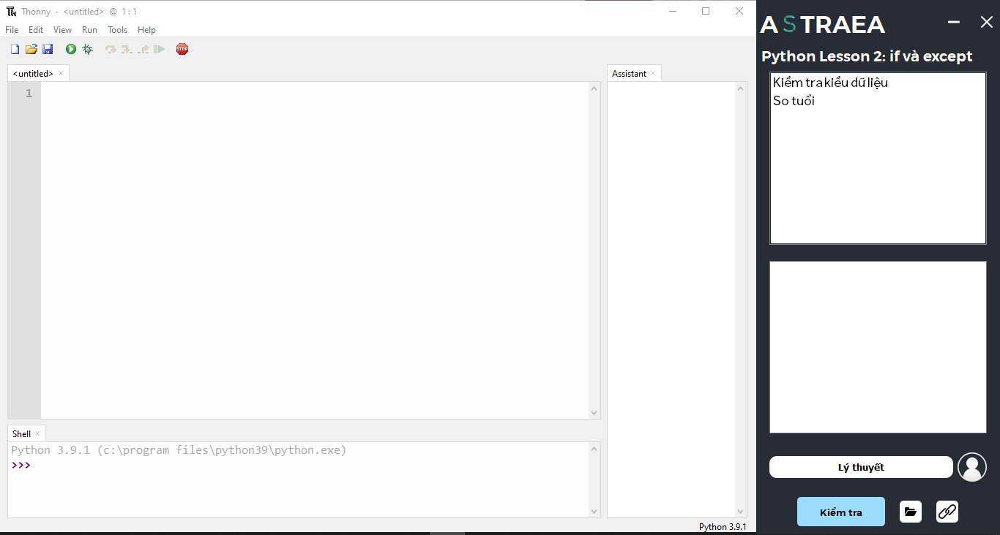 Thonny - <untitled> @ 1 : 1
File Edit View Run Tools Help
STOP
<untitled> ×
1
Assistant ×
Shell ×
Python 3.9.1 (c:\program files\python39\python.exe)
>>>
Python 3.9.1
ASTRAEA
Python Lesson 2: if và except
Kiểm tra kiểu dữ liệu
So tuổi
Lý thuyết
Kiểm tra